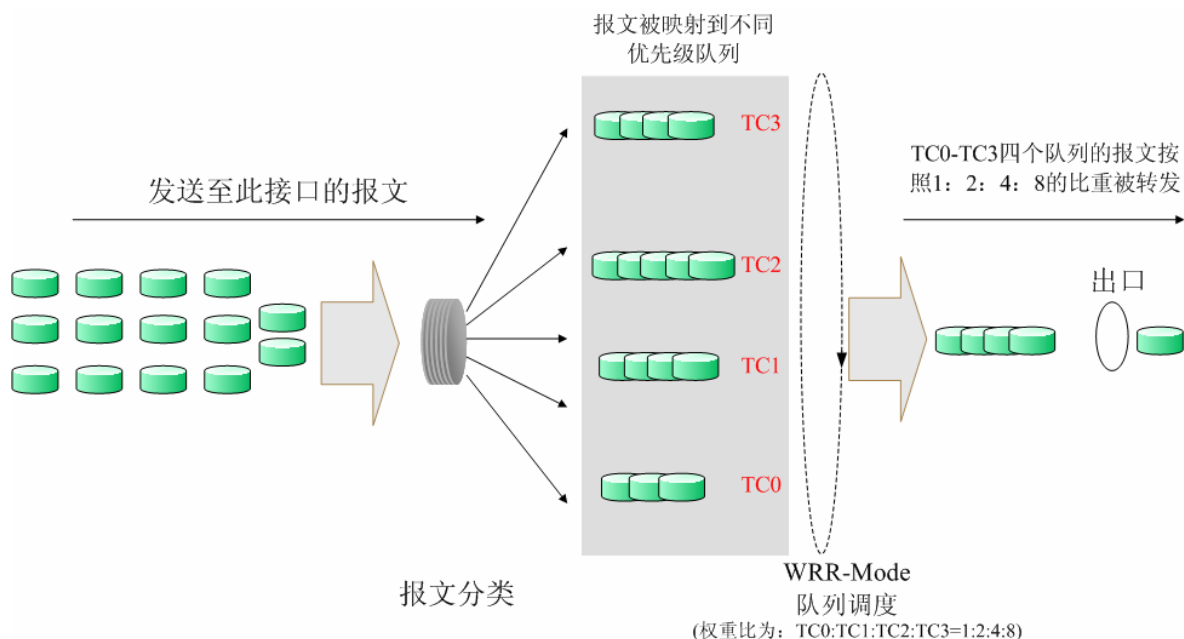 报文被映射到不同
优先级队列
TC3
TC0-TC3四个队列的报文按
照1：2：4：8的比重被转发
发送至此接口的报文
TC2
出口
TC1
TC0
WRR-Mode
报文分类
队列调度
(权重比为：TC0:TC1:TC2:TC3=1:2:4:8)